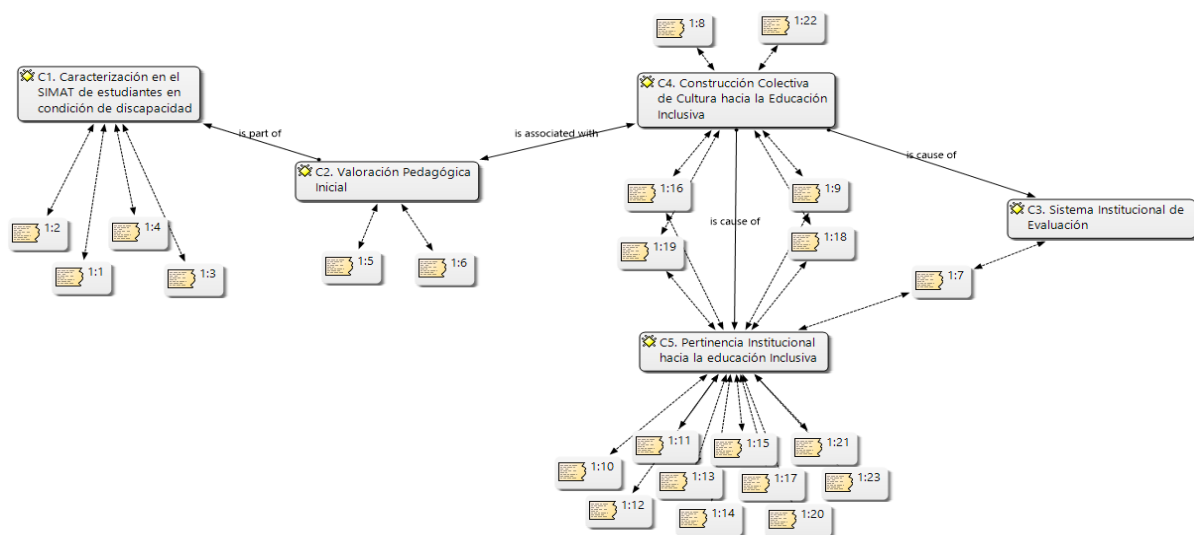 1:8
1:22
C1. Caracterización en el
SIMAT de estudiantes en
condición de discapacidad
C4. Construcción Colectiva
de Cultura hacia la Educación
Inclusiva
is part of
is associated with
is cause of
C2. Valoración Pedagógica
Inicial
1:16
1:9
is cause of
C3. Sistema Institucional de
Evaluación
1:2
1:4
1:19
1:18
1:1
1:3
1:5
1:6
1:7
C5. Pertinencia Institucional
hacia la educación Inclusiva
1:11
1:15
1:21
1:10
1:13
1:17
1:23
1:12
1:14
1:20